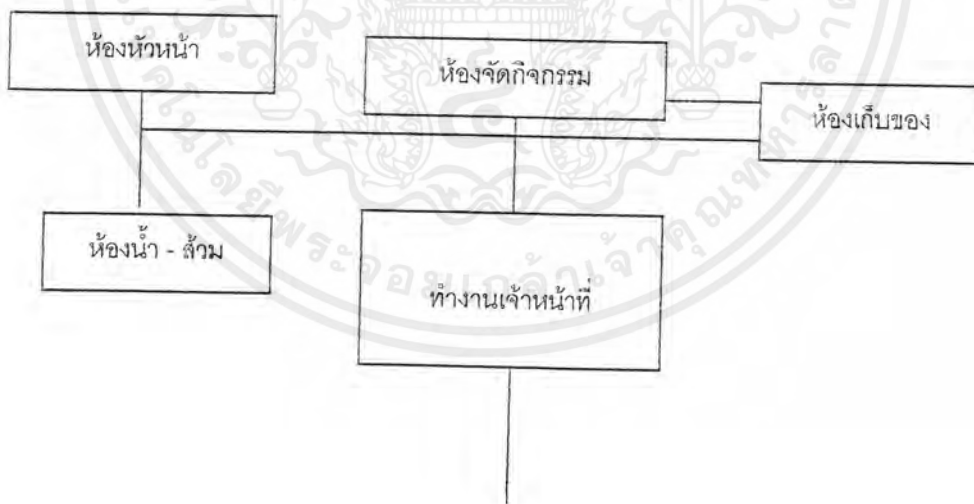 ห้องหัวหน้า
ห้องจัดกิจกรรม
ห้องเก็บของ
ห้องน้ำ - ส้วม
ทำงานเจ้าหน้าที่